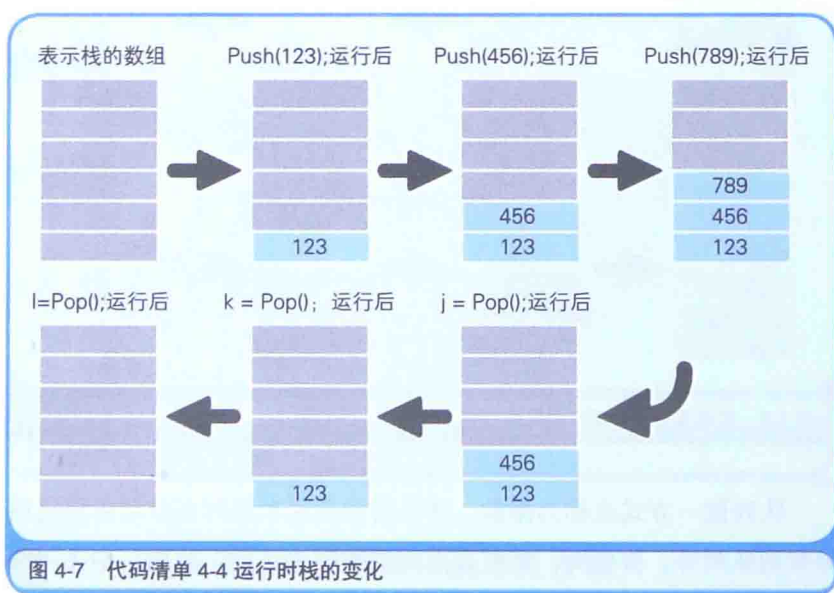 表示栈的数组
Push(123);运行后
Push(456);运行后
Push(789);运行后
789
456
456
123
123
123
l=Pop();运行后
k = Pop()；运行后
j = Pop();运行后
456
123
123
图 4-7 代码清单 4-4 运行时栈的变化